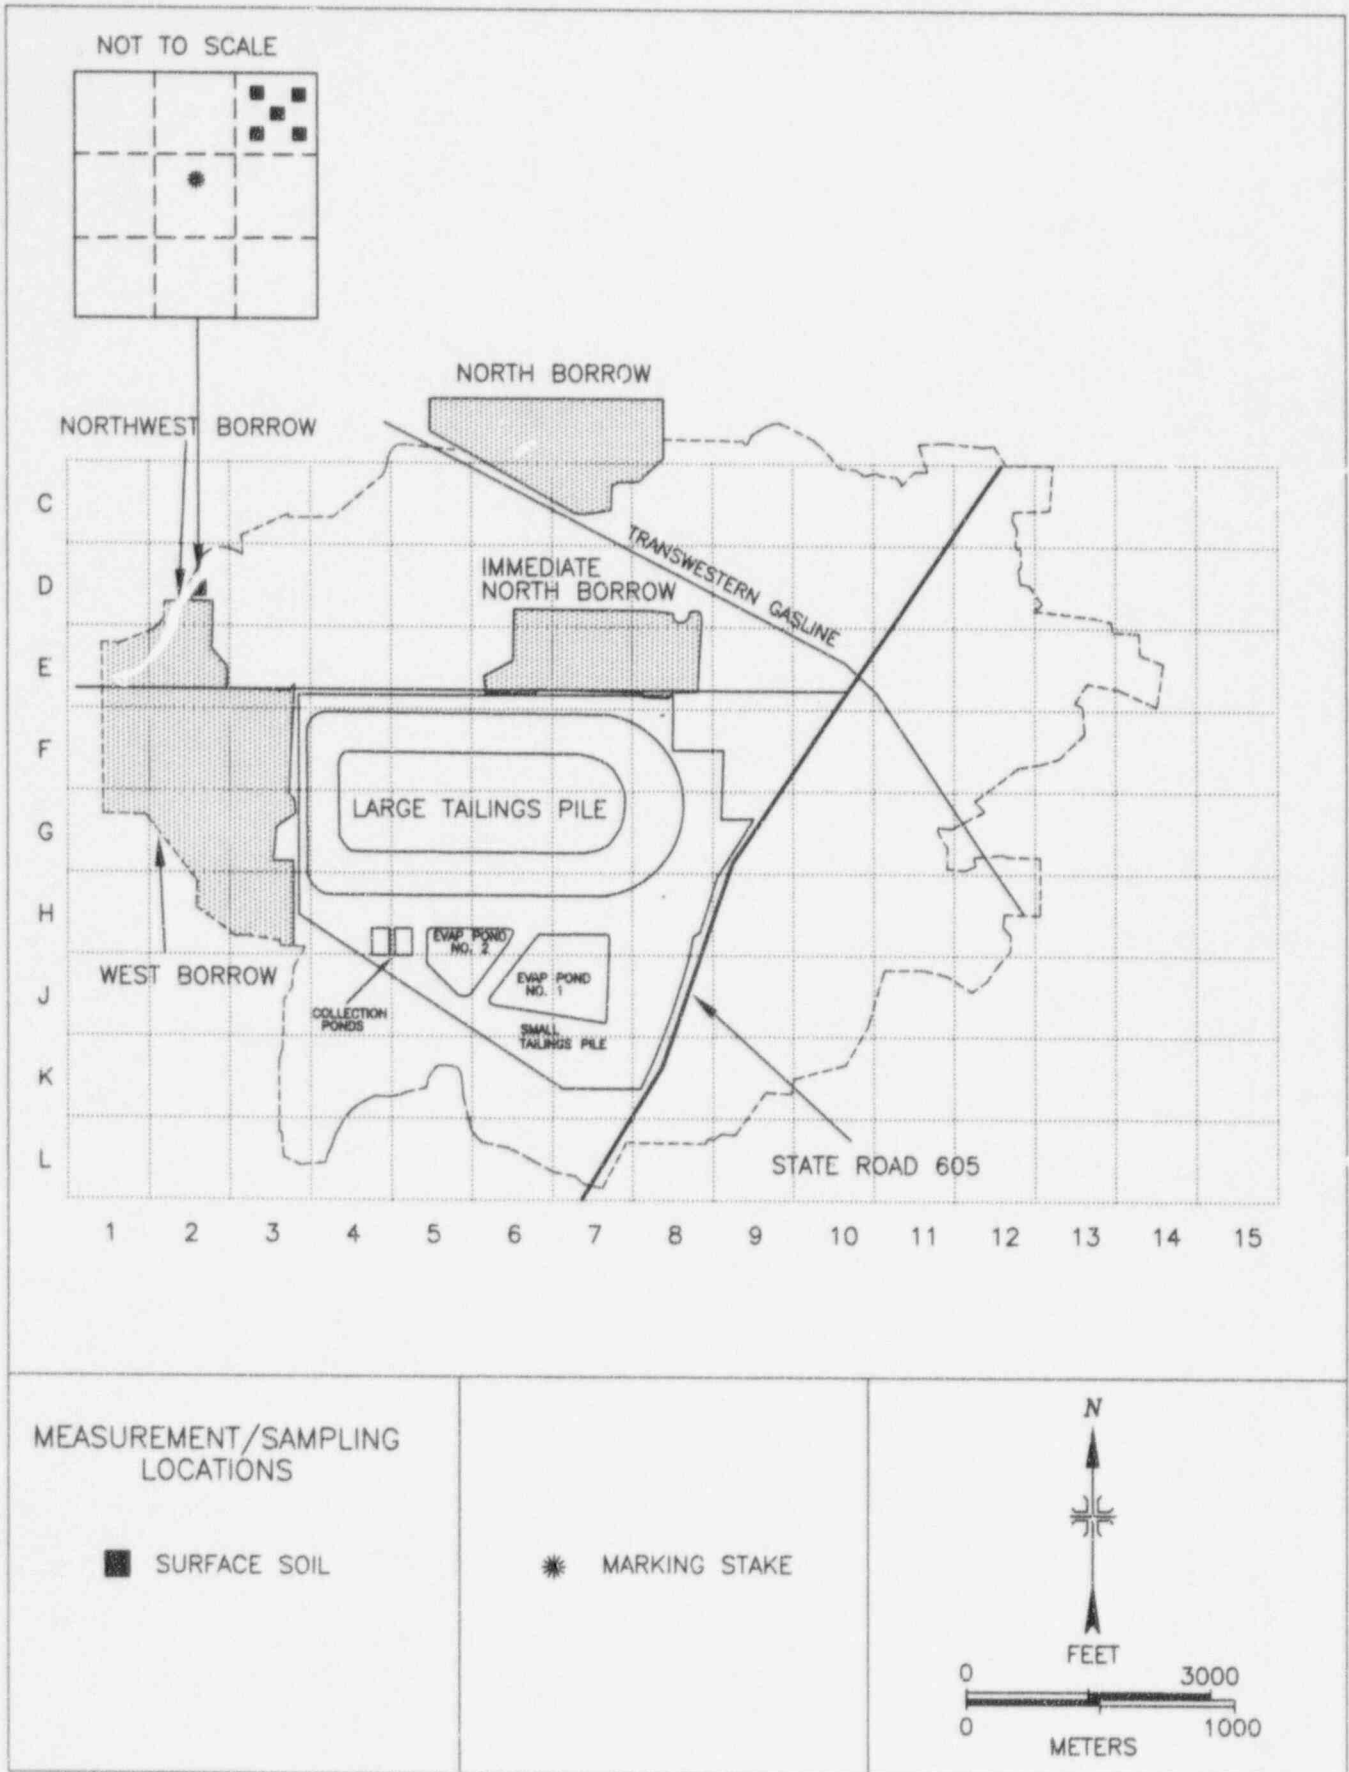 NOT TO SCALE
NORTH BORROW
NORTHWEST BORROW
C
TRANSWESTERN GASLINE
D
IMMEDIATE
NORTH BORROW
E
F
LARGE TAILINGS PILE
G
H
EVAP POND
NO. 2
WEST BORROW
EVAP POND
NO. 1
J
COLLECTION
PONDS
SMALL
TAILINGS PILE
K
L
STATE ROAD 605
1 2 3 4 5 6 7 8 9 10 11 12 13 14 15
MEASUREMENT/SAMPLING
LOCATIONS
SURFACE SOIL
MARKING STAKE
N
FEET
0 3000
0 1000
METERS